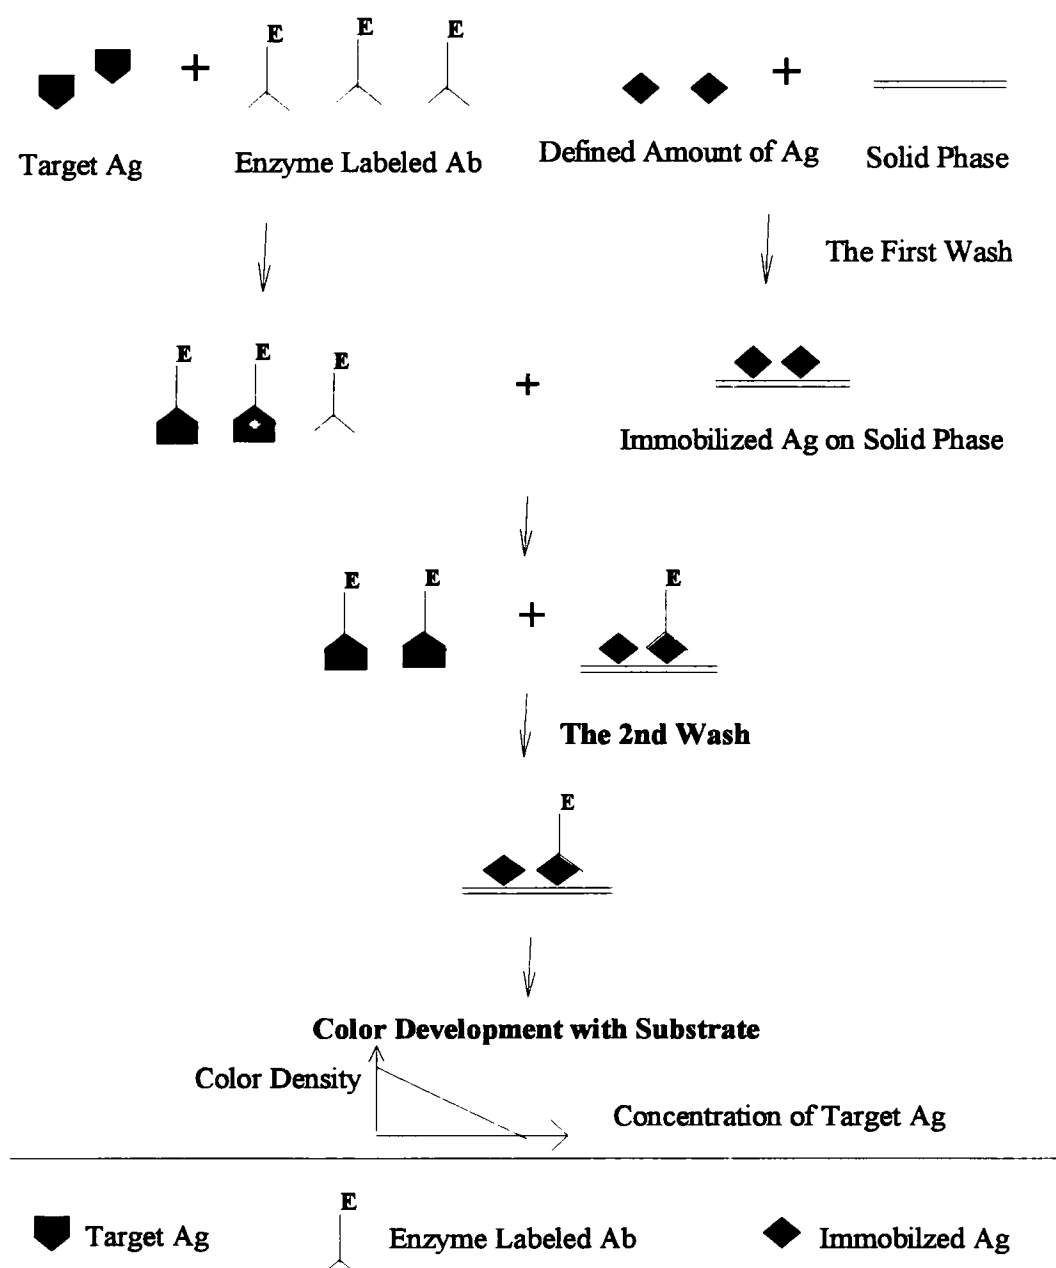 E E E
Target Ag + Enzyme Labeled Ab
Defined Amount of Ag + Solid Phase
The First Wash
E E E
+
Immobilized Ag on Solid Phase
E E + E
The 2nd Wash
E
Color Development with Substrate
Color Density
Concentration of Target Ag
E
Target Ag
Enzyme Labeled Ab
Immobilzed Ag